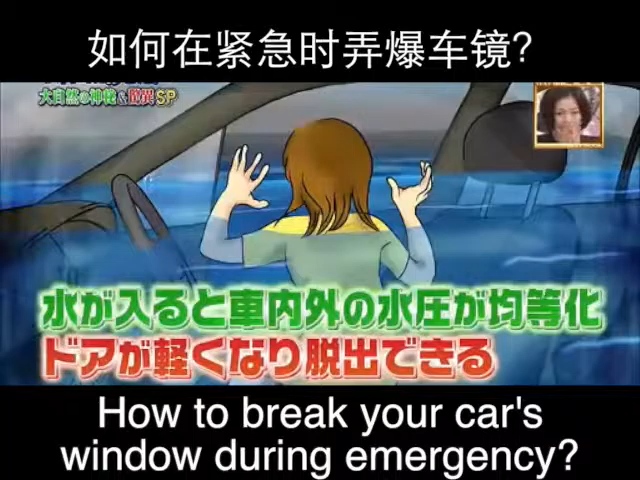 如何在紧急时弄爆车镜？
大自然の神秘&驚異SP
水が入ると車内外の水圧が均等化
ドアが軽くなり脱出できる
How to break your car's
window during emergency?